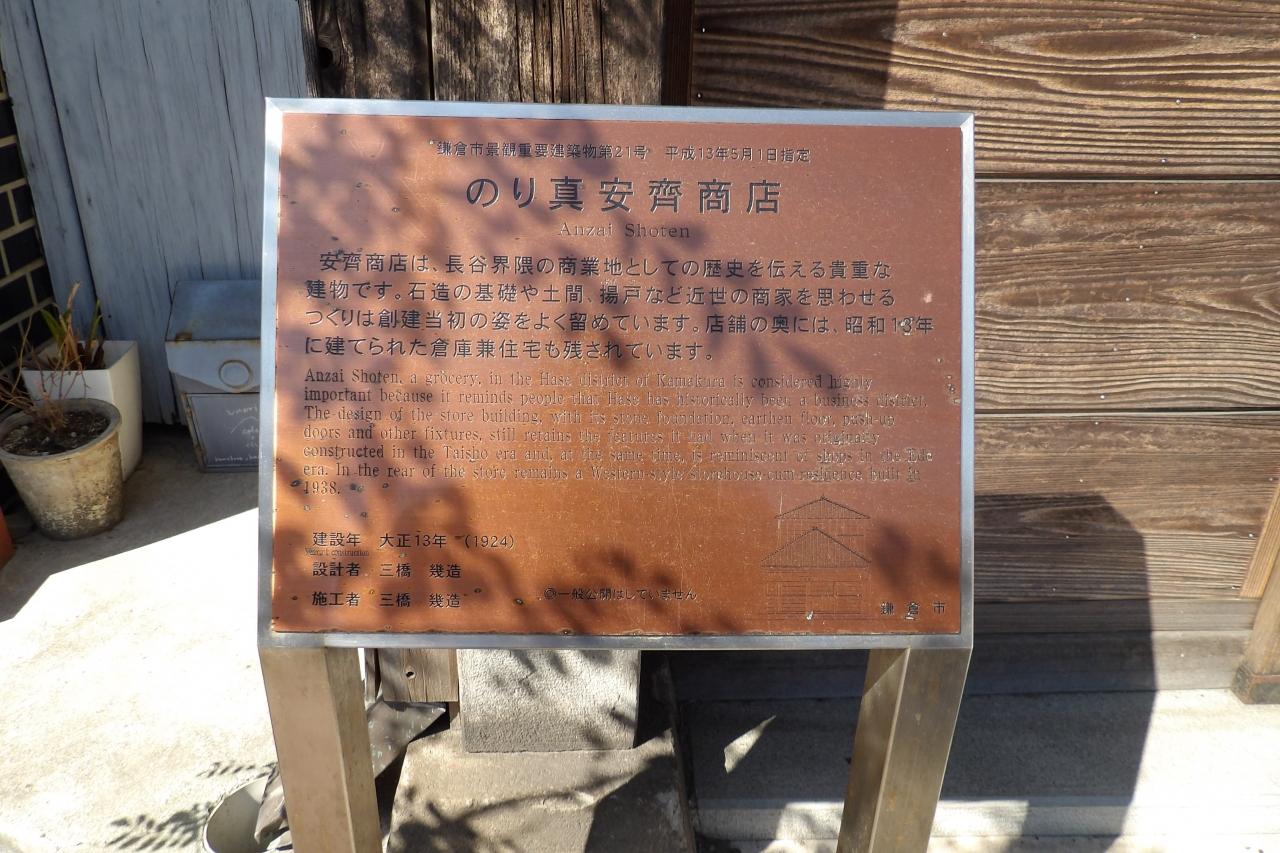 鎌倉市景観重要建築物第21号 平成13年5月1日指定
のり真安齊商店
Anzai Shoten
安齊商店は、長谷界隈の商業地としての歴史を伝える貴重な
建物です。石造の基礎や土間、揚戸など近世の商家を思わせる
つくりは創建当初の姿をよく留めています。店舗の奥には、昭和13年
に建てられた倉庫兼住宅も残されています。
Anzai Shoten, a grocery, in the Hase district of Kamakura is considered highly
important because it reminds people that Hase has historically been a business district.
The design of the store building, with its stone foundation, earthen floor, push-up
doors and other fixtures, still retains the features it had when it was originally
constructed in the Taisho era and, at the same time, is reminiscent of shops in the Edo
era. In the rear of the store remains a Western-style storehouse-cum-residence built in
1938.
建設年 大正13年 (1924)
Year of construction
設計者 三橋 幾造
施工者 三橋 幾造
◎一般公開はしていません
鎌倉市